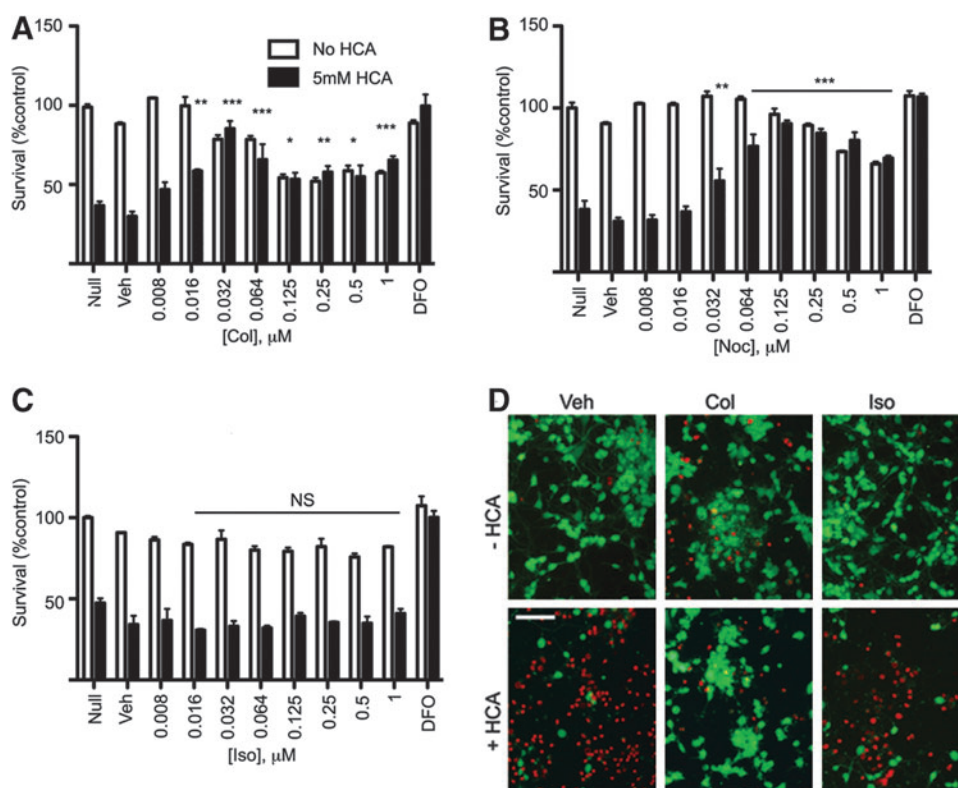 A
150
100
50
Survival (%control)
No HCA
5mM HCA
** *** *** * ** * ***
Null Veh 0.008 0.016 0.032 0.064 0.125 0.25 0.5 1 DFO
[Col], μM
B
150
100
50
Survival (%control)
** ***
Null Veh 0.008 0.016 0.032 0.064 0.125 0.25 0.5 1 DFO
[Noc], μM
C
150
100
50
Survival (%control)
NS
Null Veh 0.008 0.016 0.032 0.064 0.125 0.25 0.5 1 DFO
[Iso], μM
D
Veh Col Iso
- HCA
+ HCA